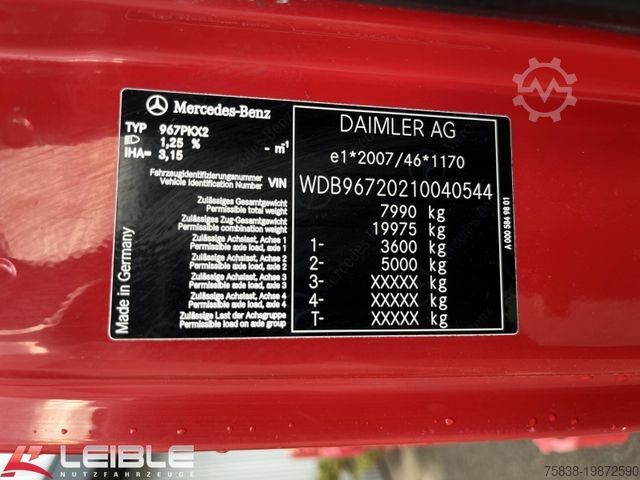 Mercedes-Benz
TYP 967PKX2
1,25 % - m-1
IHA= 3,15
Fahrzeugidentifizierungsnummer
Vehicle Identification Number VIN
Zulässiges Gesamtgewicht
Permissible total weight
Zulässiges Zug-Gesamtgewicht
Permissible combination weight
Zulässige Achslast, Achse 1
Permissible axle load, axle 1
Zulässige Achslast, Achse 2
Permissible axle load, axle 2
Zulässige Achslast, Achse 3
Permissible axle load, axle 3
Zulässige Achslast, Achse 4
Permissible axle load, axle 4
Zulässige Last der Achsgruppe
Permissible load on axle group
Made in Germany
DAIMLER AG
e1*2007/46*1170
WDB96720210040544
7990 kg
19975 kg
1- 3600 kg
2- 5000 kg
3- XXXXX kg
4- XXXXX kg
T- XXXXX kg
A 000 584 98 01
LEIBLE
NUTZFAHRZEUGE
75838-19872590